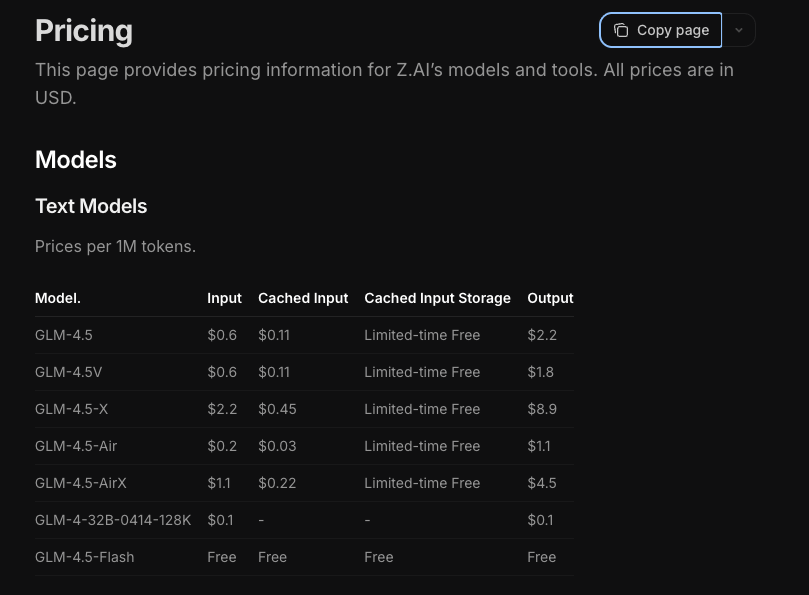 Pricing
Copy page
This page provides pricing information for Z.AI’s models and tools. All prices are in
USD.
Models
Text Models
Prices per 1M tokens.
Model. Input Cached Input Cached Input Storage Output
GLM-4.5 $0.6 $0.11 Limited-time Free $2.2
GLM-4.5V $0.6 $0.11 Limited-time Free $1.8
GLM-4.5-X $2.2 $0.45 Limited-time Free $8.9
GLM-4.5-Air $0.2 $0.03 Limited-time Free $1.1
GLM-4.5-AirX $1.1 $0.22 Limited-time Free $4.5
GLM-4-32B-0414-128K $0.1 - - $0.1
GLM-4.5-Flash Free Free Free Free